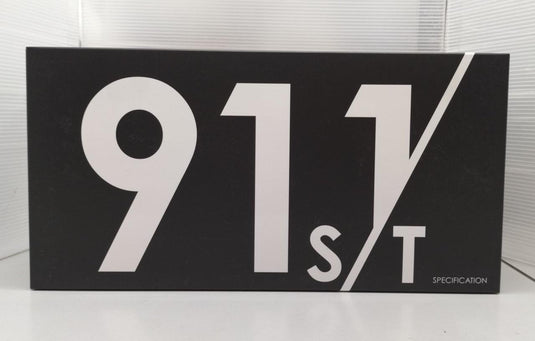 911
S/T
SPECIFICATION